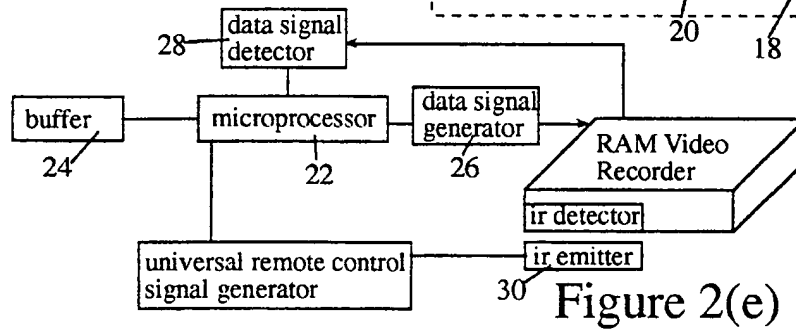 20
18
28
data signal
detector
buffer
24
microprocessor
22
data signal
generator
26
RAM Video
Recorder
ir detector
universal remote control
signal generator
ir emitter
30
Figure 2(e)